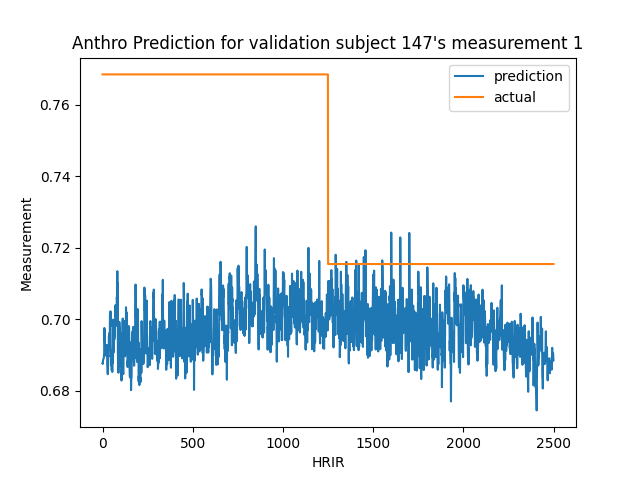 Anthro Prediction for validation subject 147's measurement 1
prediction
actual
Measurement
0.76
0.74
0.72
0.70
0.68
0
500
1000
1500
2000
2500
HRIR